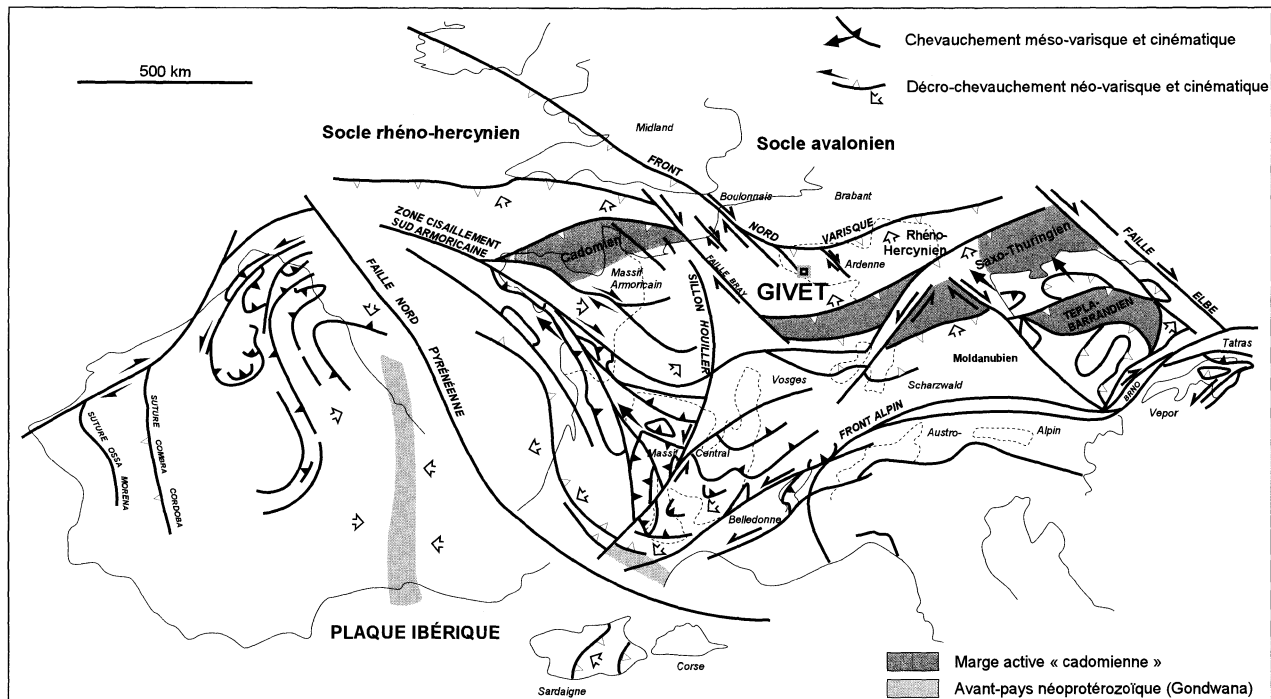 Chevauchement méso-varisque et cinématique
500 km
Décro-chevauchement néo-varisque et cinématique
Socle rhéno-hercynien
Midland
Socle avalonien
FRONT
NORD
VARISQUE
Boulonnais
Brabant
ZONE CISAILLEMENT
SUD ARMORICAINE
Cadomien
Rhéno-
Hercynien
Saxo-Thuringien
FAILLE
ELBE
Massif
Armoricain
FAILLE BRAY
Ardenne
GIVET
SILLON HOUILLER
TEPLA-
BARRANDIEN
FAILLE NORD
PYRÉNÉENNE
Tatras
Moldanubien
Vosges
Scharzwald
BRNO
Vepor
SUTURE OSSA
MORENA
SUTURE COMBRA
CORDOBA
FRONT ALPIN
Austro-
Alpin
Massif
Central
Belledonne
PLAQUE IBÉRIQUE
Sardaigne
Corse
Marge active « cadomienne »
Avant-pays néoprotérozoïque (Gondwana)